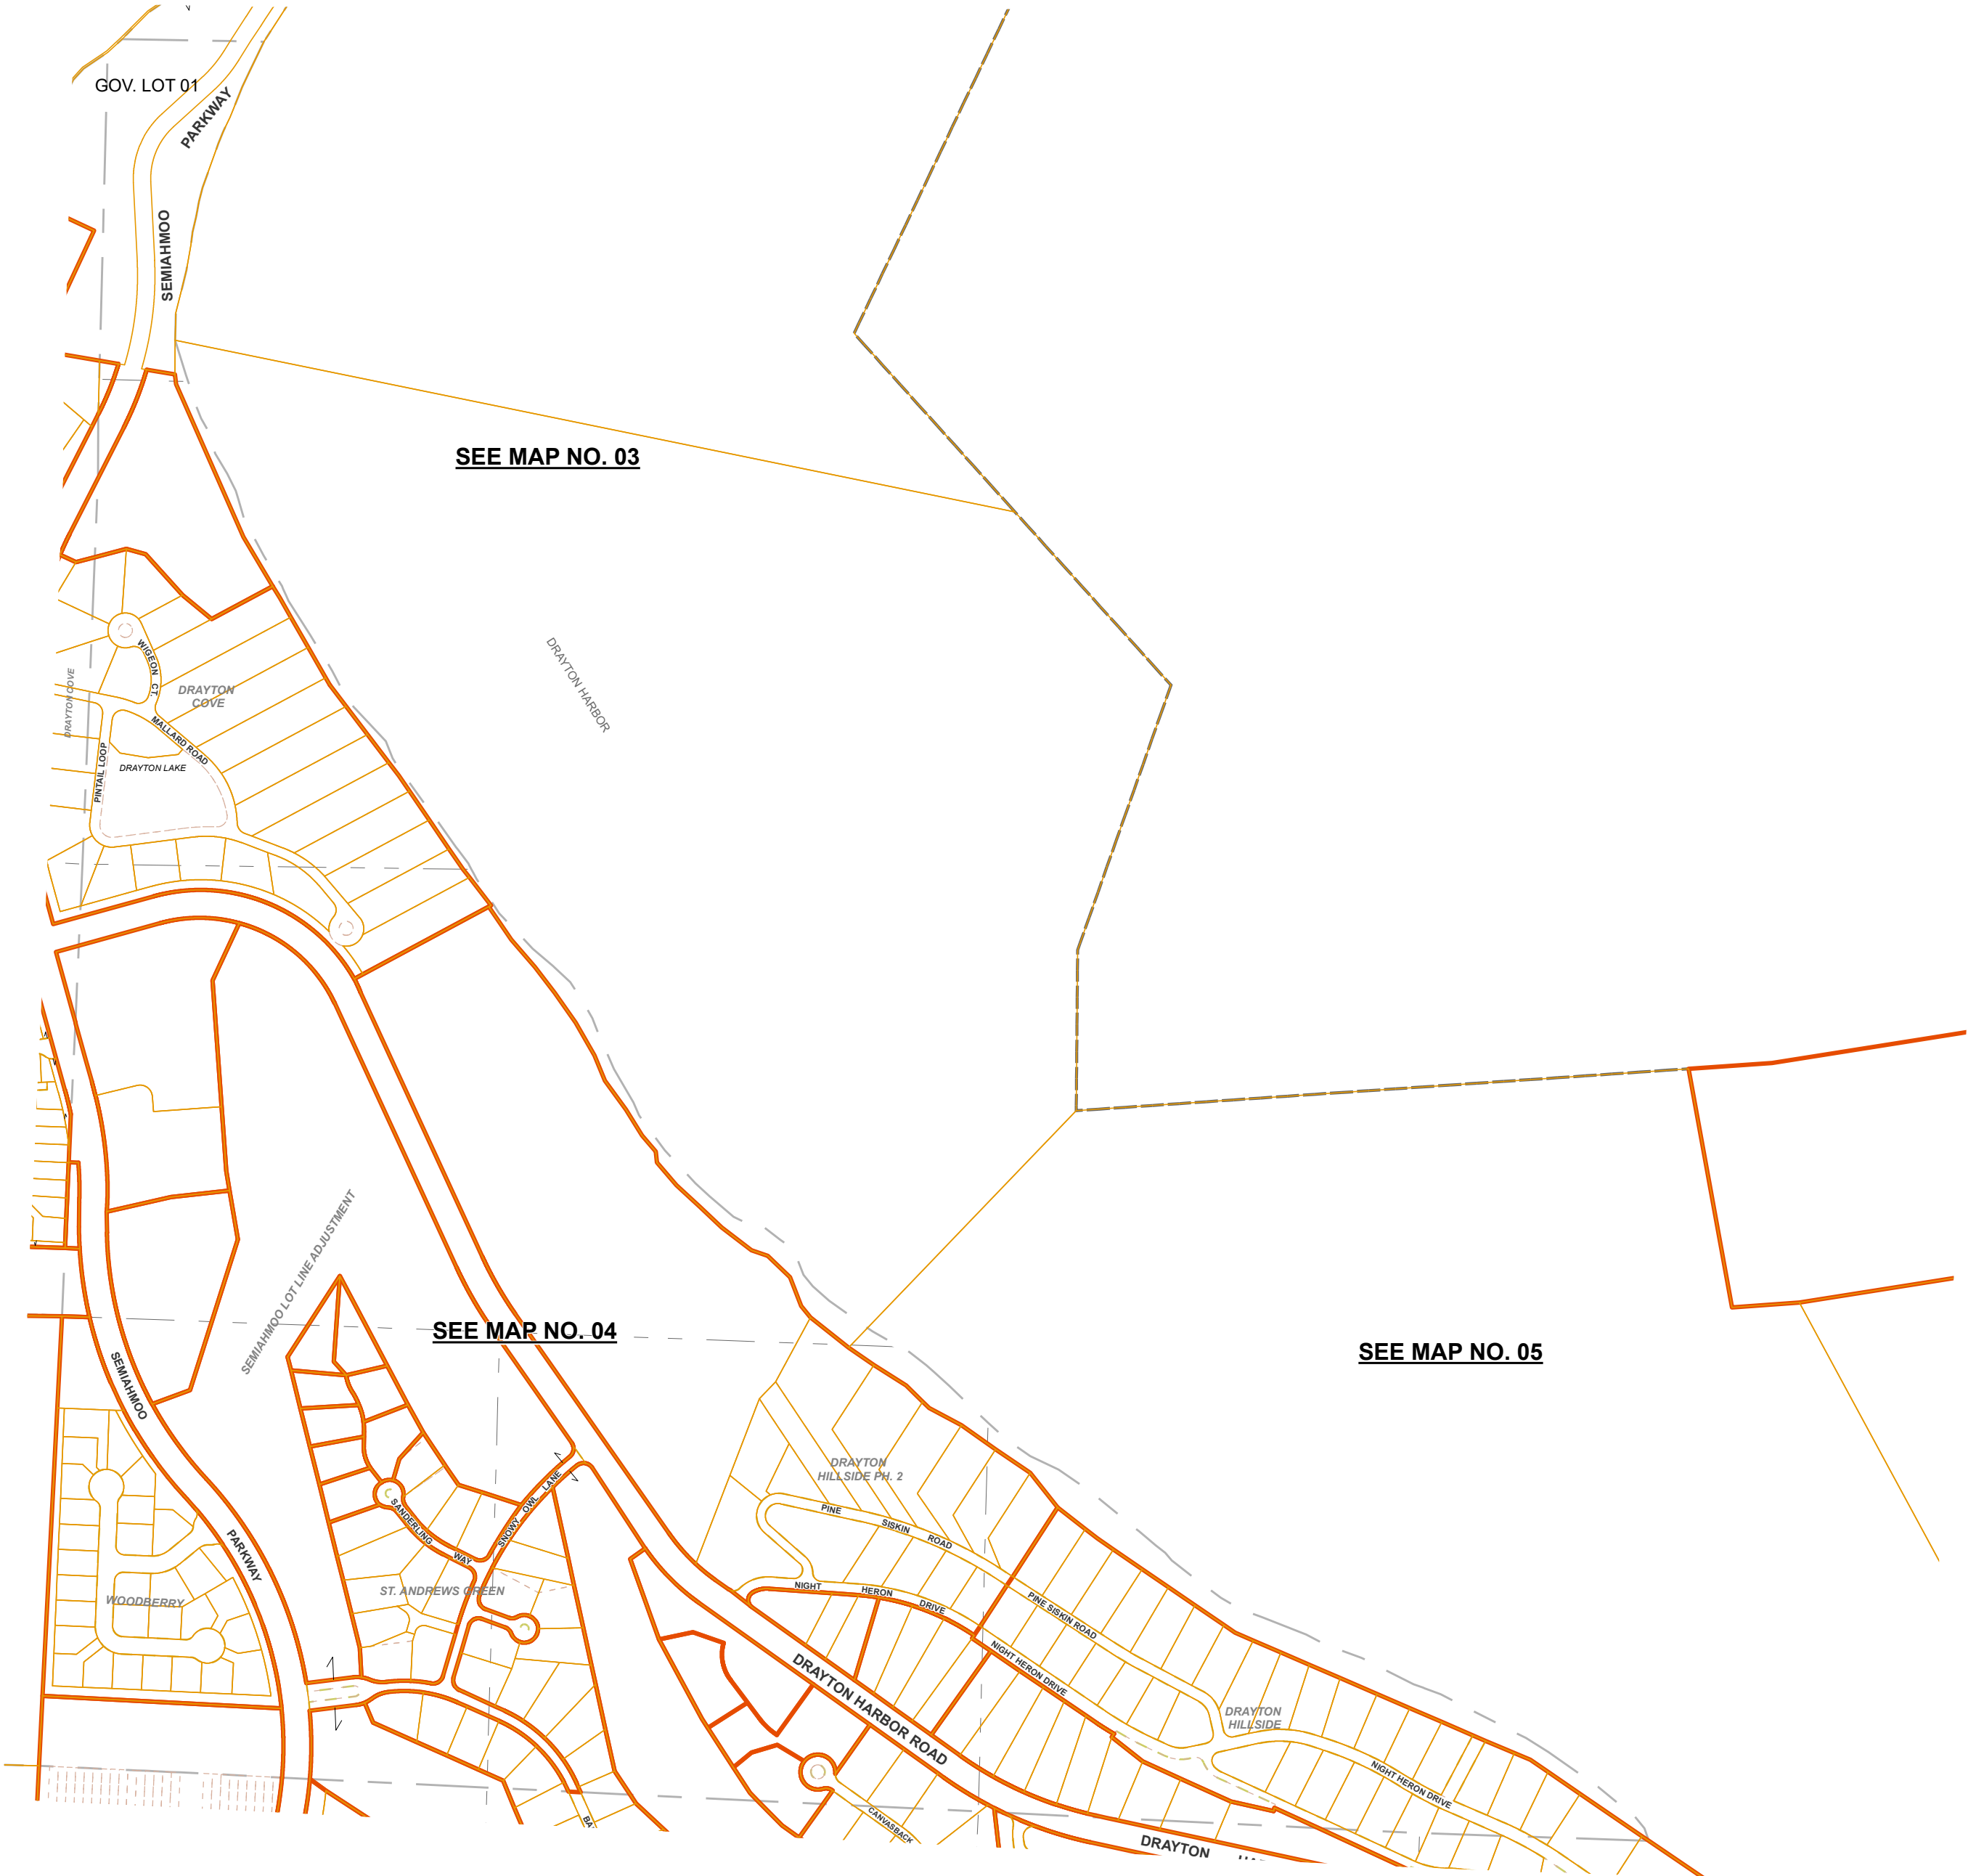 GOV. LOT 01
PARKWAY
SEMIAHMOO
SEE MAP NO. 03
DRAYTON HARBOR
WIGEON CT.
DRAYTON
COVE
DRAYTON COVE
MALLARD ROAD
PINTAIL LOOP
DRAYTON LAKE
SEMIAHMOO LOT LINE ADJUSTMENT
SEE MAP NO. 04
SEE MAP NO. 05
SEMIAHMOO
PARKWAY
WOODBERRY
SANDERLING
WAY
SNOWY OWL LANE
ST. ANDREWS GREEN
DRAYTON
HILLSIDE PH. 2
PINE SISKIN ROAD
NIGHT HERON DRIVE
PINE SISKIN ROAD
NIGHT HERON DRIVE
DRAYTON HARBOR ROAD
DRAYTON
HILLSIDE
NIGHT HERON DRIVE
CANVASBACK
DRAYTON